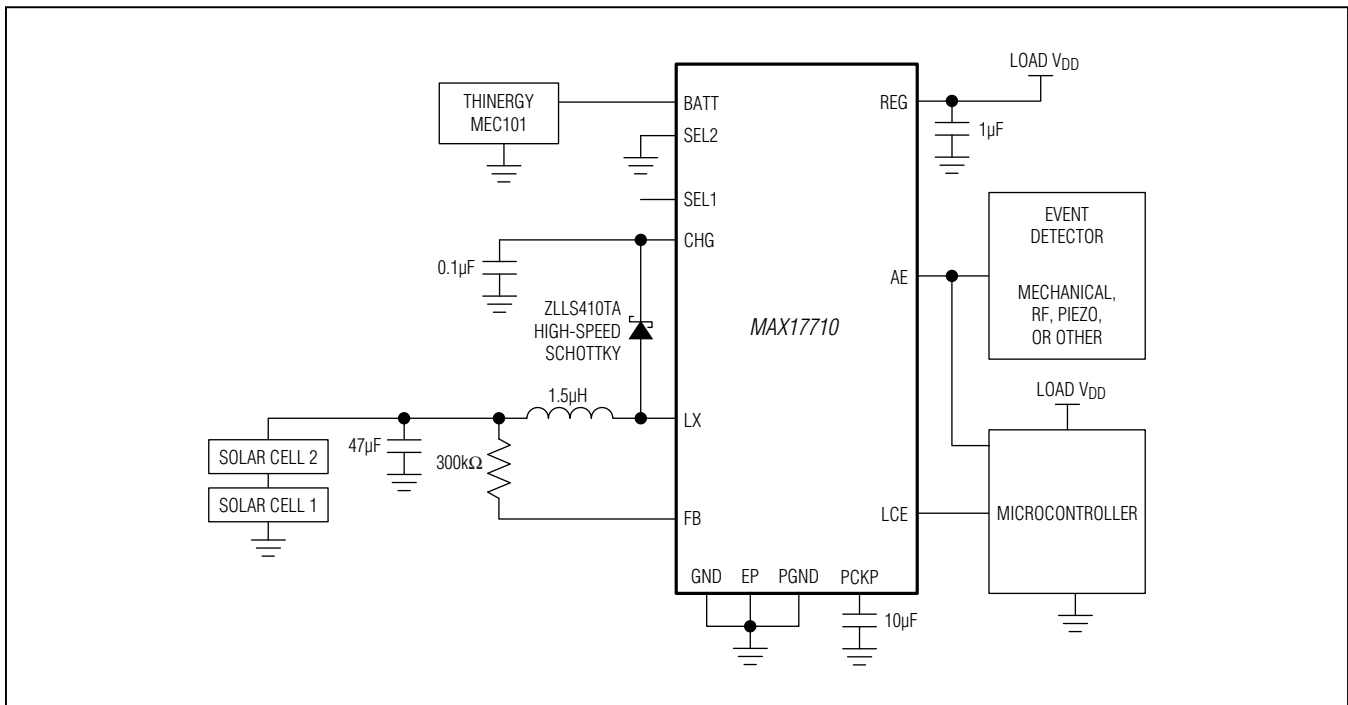 THINERGY
MEC101
BATT
SEL2
SEL1
CHG
0.1µF
ZLLS410TA
HIGH-SPEED
SCHOTTKY
1.5µH
LX
47µF
300kΩ
SOLAR CELL 2
SOLAR CELL 1
FB
MAX17710
GND
EP
PGND
PCKP
10µF
REG
LOAD VDD
1µF
AE
EVENT
DETECTOR
MECHANICAL,
RF, PIEZO,
OR OTHER
LOAD VDD
LCE
MICROCONTROLLER